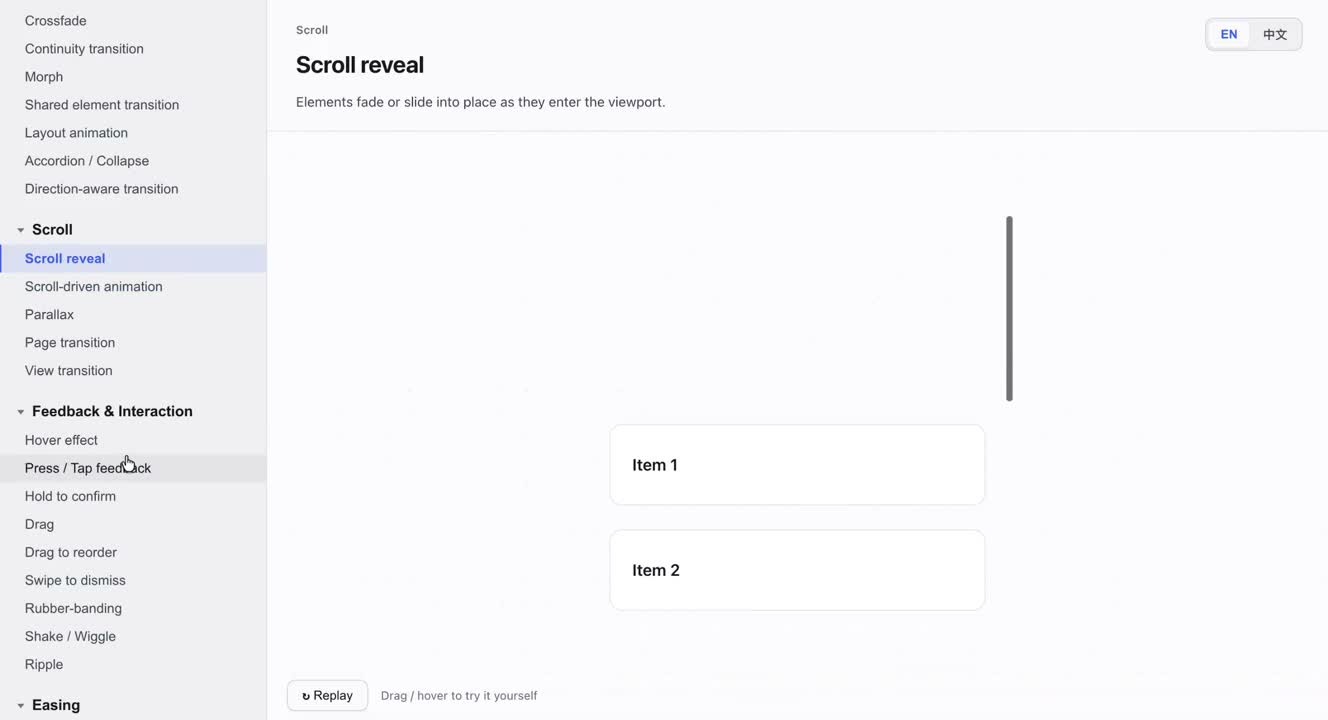 Crossfade
Continuity transition
Morph
Shared element transition
Layout animation
Accordion / Collapse
Direction-aware transition
Scroll
Scroll reveal
Scroll-driven animation
Parallax
Page transition
View transition
Feedback & Interaction
Hover effect
Press / Tap feedback
Hold to confirm
Drag
Drag to reorder
Swipe to dismiss
Rubber-banding
Shake / Wiggle
Ripple
Easing
Scroll
EN 中文
Scroll reveal
Elements fade or slide into place as they enter the viewport.
Item 1
Item 2
↻ Replay
Drag / hover to try it yourself